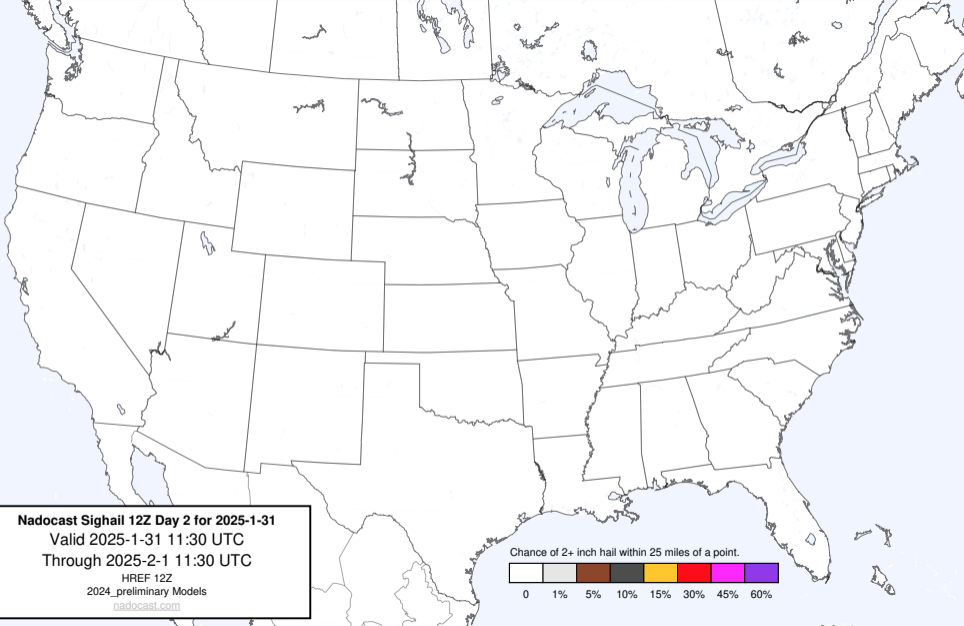 Nadocast Sighail 12Z Day 2 for 2025-1-31
Valid 2025-1-31 11:30 UTC
Through 2025-2-1 11:30 UTC
HREF 12Z
2024_preliminary Models
nadocast.com
Chance of 2+ inch hail within 25 miles of a point.
0 1% 5% 10% 15% 30% 45% 60%